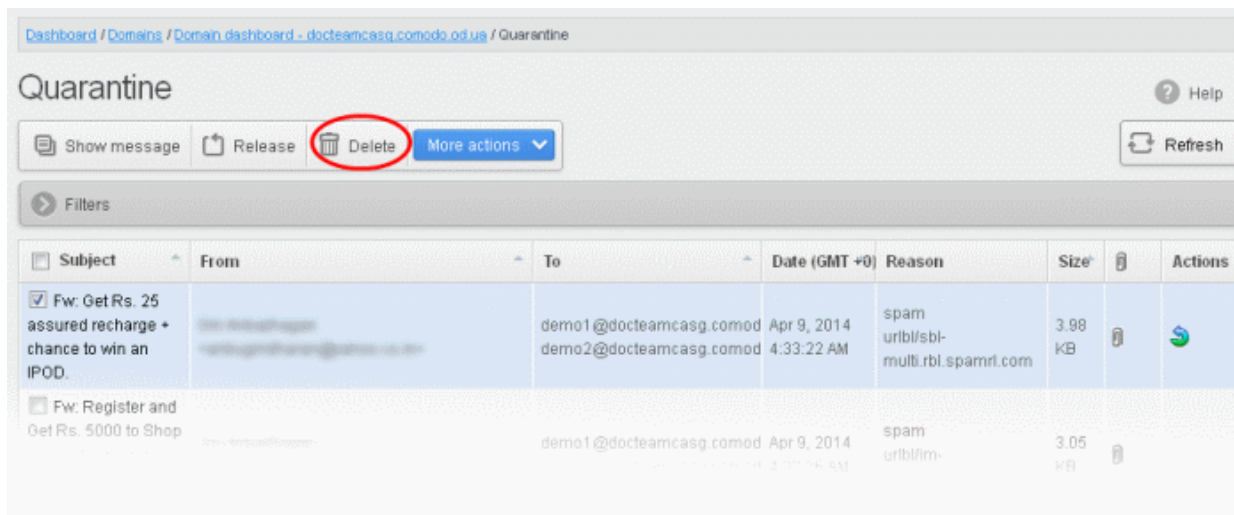 Dashboard / Domains / Domain dashboard - docteamcasg.comodo.od.ua / Quarantine
Quarantine
Help
Show message
Release
Delete
More actions
Refresh
Filters
Subject
From
To
Date (GMT +0)
Reason
Size
Actions
Fw: Get Rs. 25
assured recharge +
chance to win an
IPOD.
demo1@docteamcasg.comod
demo2@docteamcasg.comod
Apr 9, 2014
4:33:22 AM
spam
urlbl/sbl-
multi.rbl.spamrl.com
3.98
KB
Fw: Register and
Get Rs. 5000 to Shop
demo1@docteamcasg.comod
Apr 9, 2014
spam
urlbl/im-
3.05
KB